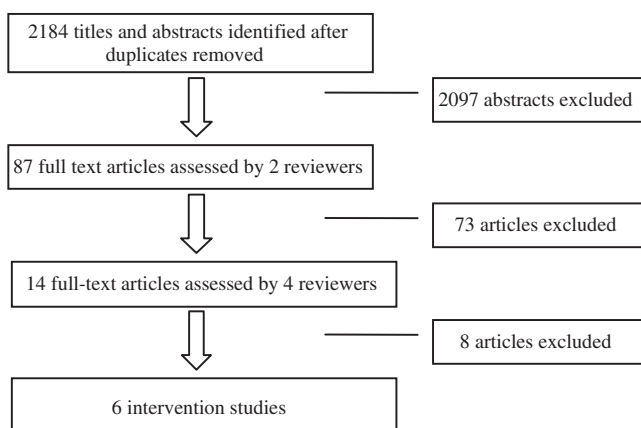 2184 titles and abstracts identified after
duplicates removed
2097 abstracts excluded
87 full text articles assessed by 2 reviewers
73 articles excluded
14 full-text articles assessed by 4 reviewers
8 articles excluded
6 intervention studies